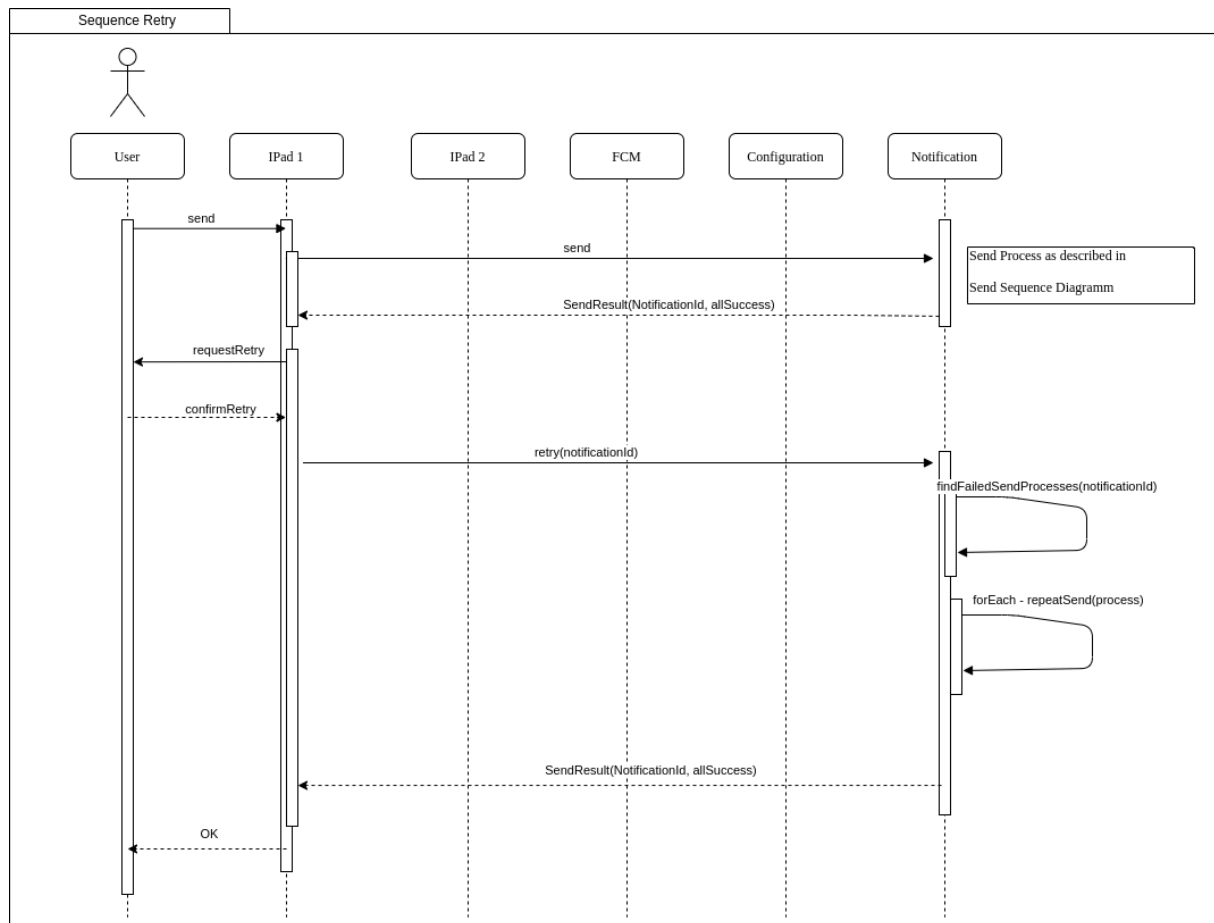 Sequence Retry
User
IPad 1
IPad 2
FCM
Configuration
Notification
send
send
Send Process as described in
Send Sequence Diagramm
SendResult(NotificationId, allSuccess)
requestRetry
confirmRetry
retry(notificationId)
findFailedSendProcesses(notificationId)
forEach - repeatSend(process)
SendResult(NotificationId, allSuccess)
OK